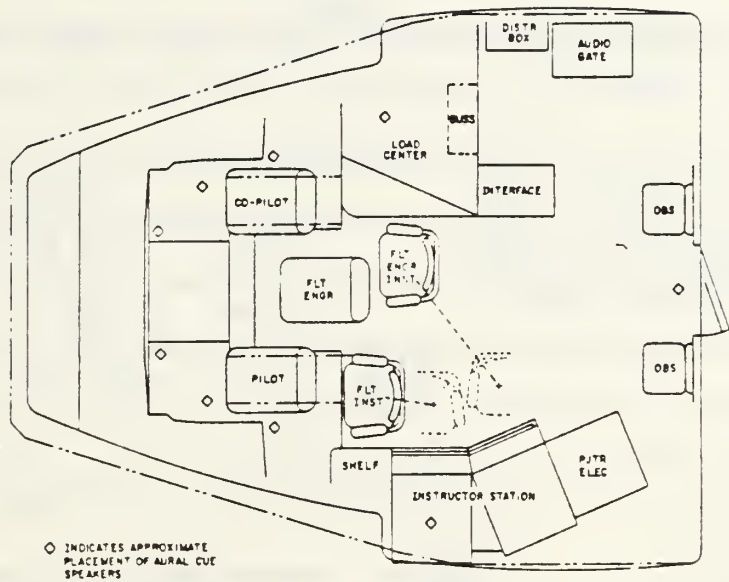 DISTR
BOX
AUDIO
GATE
BUSS
LOAD
CENTER
INTERFACE
CO-PILOT
OBS
FLT
ENGR
INST
FLT
ENGR
PILOT
FLT
INST
OBS
SHELF
PJTR
ELEC
INSTRUCTOR STATION
◇ INDICATES APPROXIMATE
PLACEMENT OF AURAL CUE
SPEAKERS